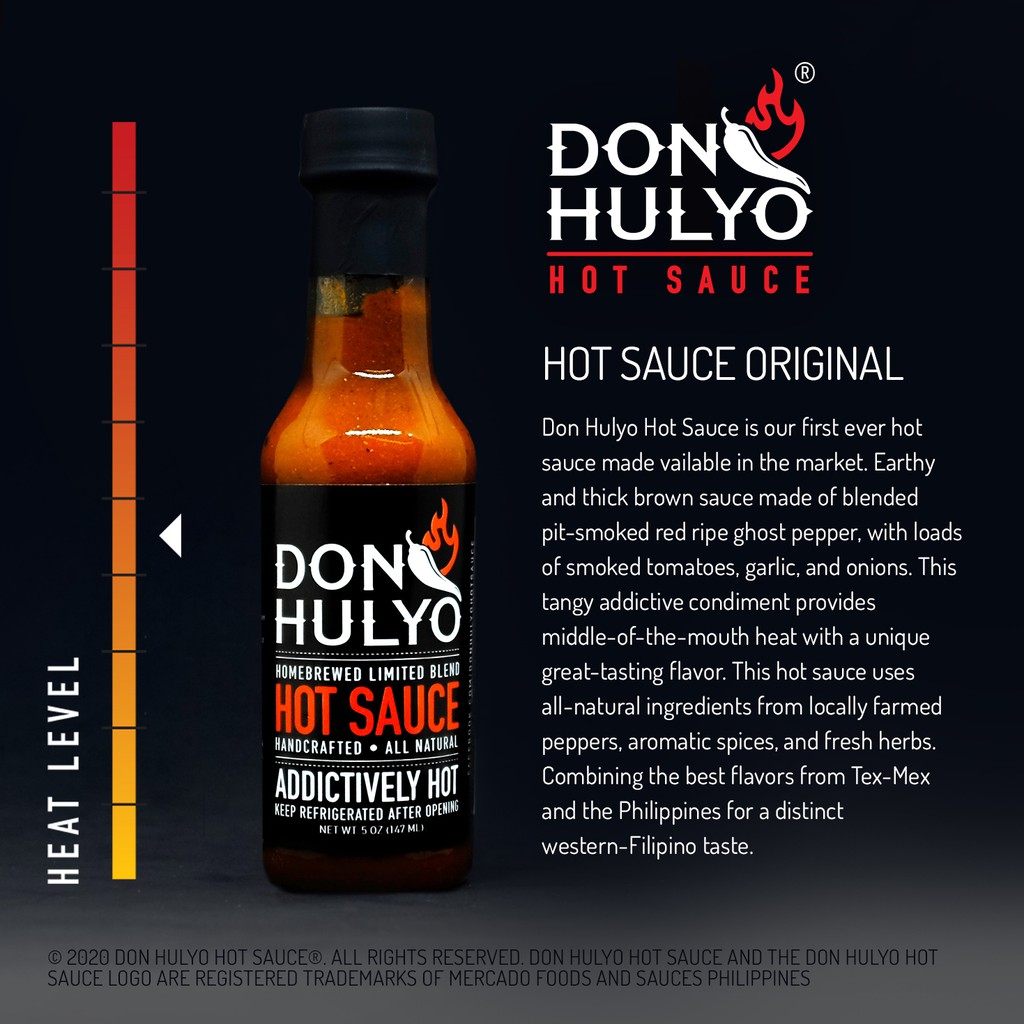 ®
DON
HULYO
HOT SAUCE
HOT SAUCE ORIGINAL
Don Hulyo Hot Sauce is our first ever hot
sauce made vailable in the market. Earthy
and thick brown sauce made of blended
pit-smoked red ripe ghost pepper, with loads
of smoked tomatoes, garlic, and onions. This
tangy addictive condiment provides
middle-of-the-mouth heat with a unique
great-tasting flavor. This hot sauce uses
all-natural ingredients from locally farmed
peppers, aromatic spices, and fresh herbs.
Combining the best flavors from Tex-Mex
and the Philippines for a distinct
western-Filipino taste.
HEAT LEVEL
DON
HULYO
HOMEBREWED LIMITED BLEND
HOT SAUCE
HANDCRAFTED • ALL NATURAL
ADDICTIVELY HOT
KEEP REFRIGERATED AFTER OPENING
NET WT 5 OZ (147 ML)
© 2020 DON HULYO HOT SAUCE®. ALL RIGHTS RESERVED. DON HULYO HOT SAUCE AND THE DON HULYO HOT
SAUCE LOGO ARE REGISTERED TRADEMARKS OF MERCADO FOODS AND SAUCES PHILIPPINES